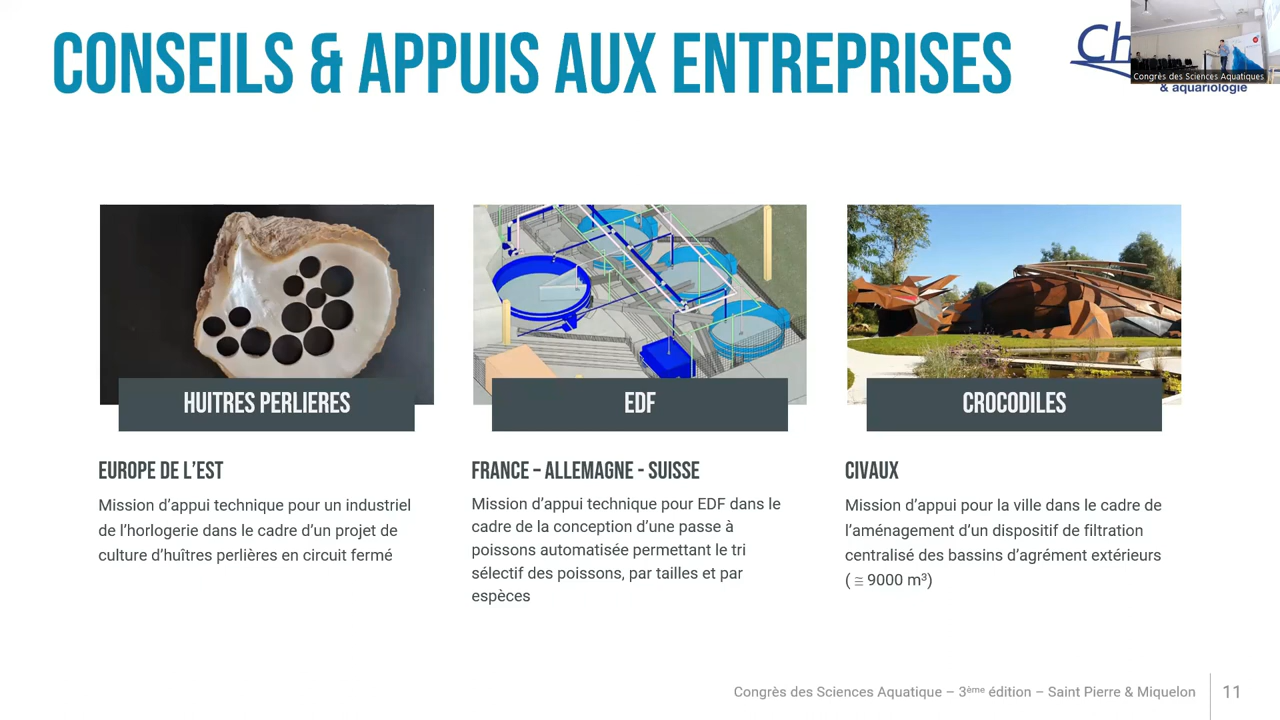 CONSEILS & APPUIS AUX ENTREPRISES
Ch
Congrès des Sciences Aquatiques
& aquariologie
HUITRES PERLIERES
EDF
CROCODILES
EUROPE DE L'EST
Mission d'appui technique pour un industriel
de l'horlogerie dans le cadre d'un projet de
culture d'huîtres perlières en circuit fermé
FRANCE – ALLEMAGNE - SUISSE
Mission d'appui technique pour EDF dans le
cadre de la conception d'une passe à
poissons automatisée permettant le tri
sélectif des poissons, par tailles et par
espèces
CIVAUX
Mission d'appui pour la ville dans le cadre de
l'aménagement d'un dispositif de filtration
centralisé des bassins d'agrément extérieurs
( ≅ 9000 m³)
Congrès des Sciences Aquatique – 3ème édition – Saint Pierre & Miquelon
11